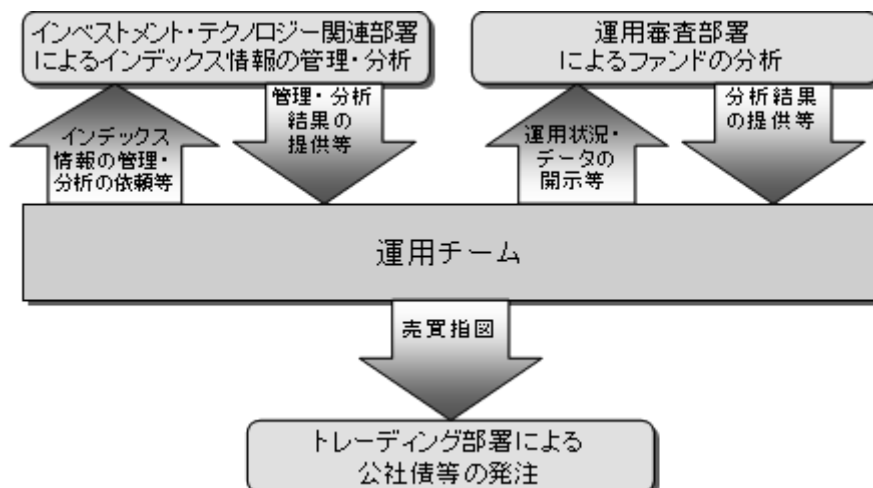 インベストメント・テクノロジー関連部署
によるインデックス情報の管理・分析
運用審査部署
によるファンドの分析
インデックス
情報の管理・
分析の依頼等
管理・分析
結果の
提供等
運用状況・
データの
開示等
分析結果
の提供等
運用チーム
売買指図
トレーディング部署による
公社債等の発注